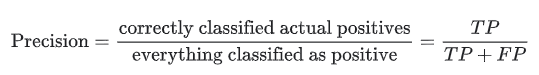 Precision = correctly classified actual positives / everything classified as positive = TP / TP + FP